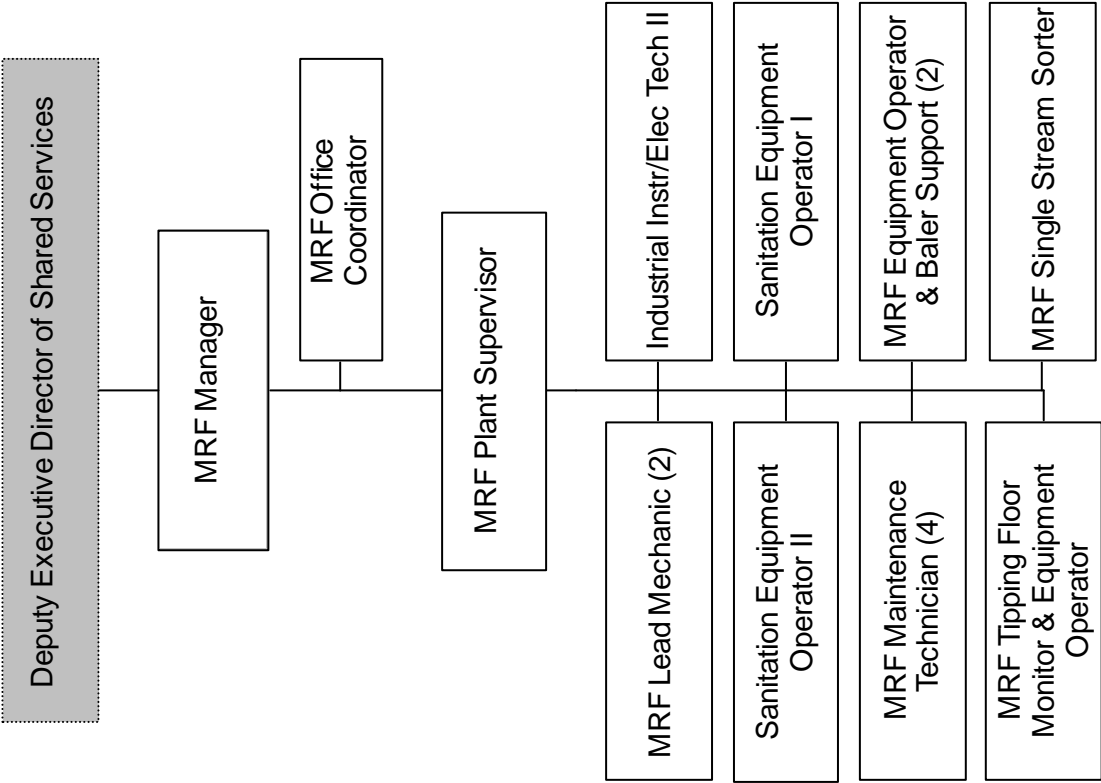 Deputy Executive Director of Shared Services
MRF Manager
MRF Office
Coordinator
MRF Plant Supervisor
MRF Lead Mechanic (2)
Industrial Instr/Elec Tech II
Sanitation Equipment
Operator II
Sanitation Equipment
Operator I
MRF Maintenance
Technician (4)
MRF Equipment Operator
& Baler Support (2)
MRF Tipping Floor
Monitor & Equipment
Operator
MRF Single Stream Sorter